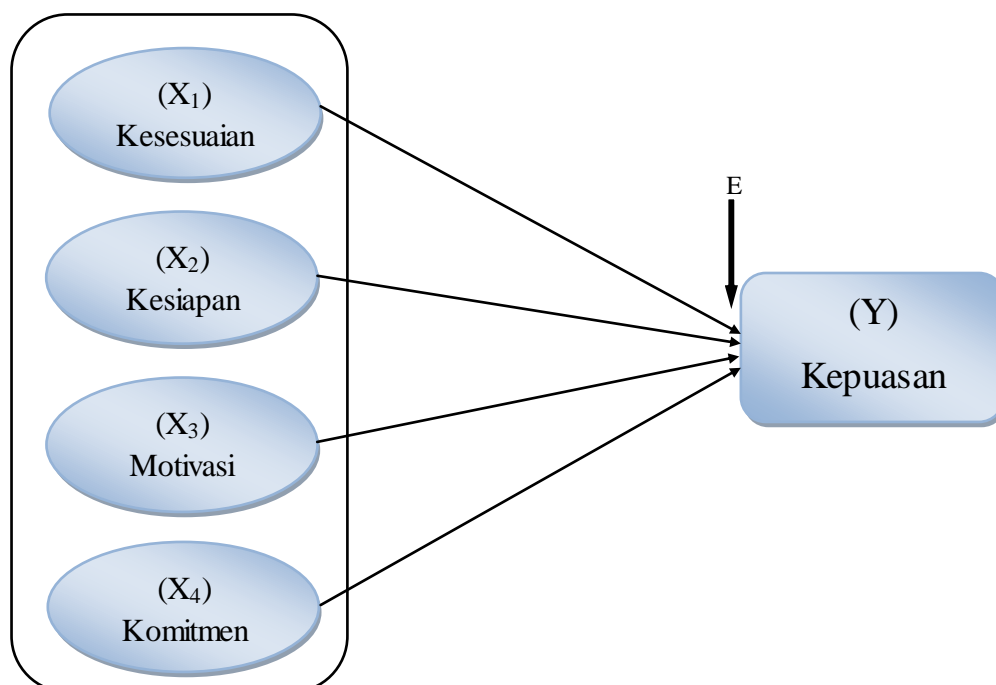 (X₁)
Kesesuaian
(X₂)
Kesiapan
(X₃)
Motivasi
(X₄)
Komitmen
E
(Y)
Kepuasan